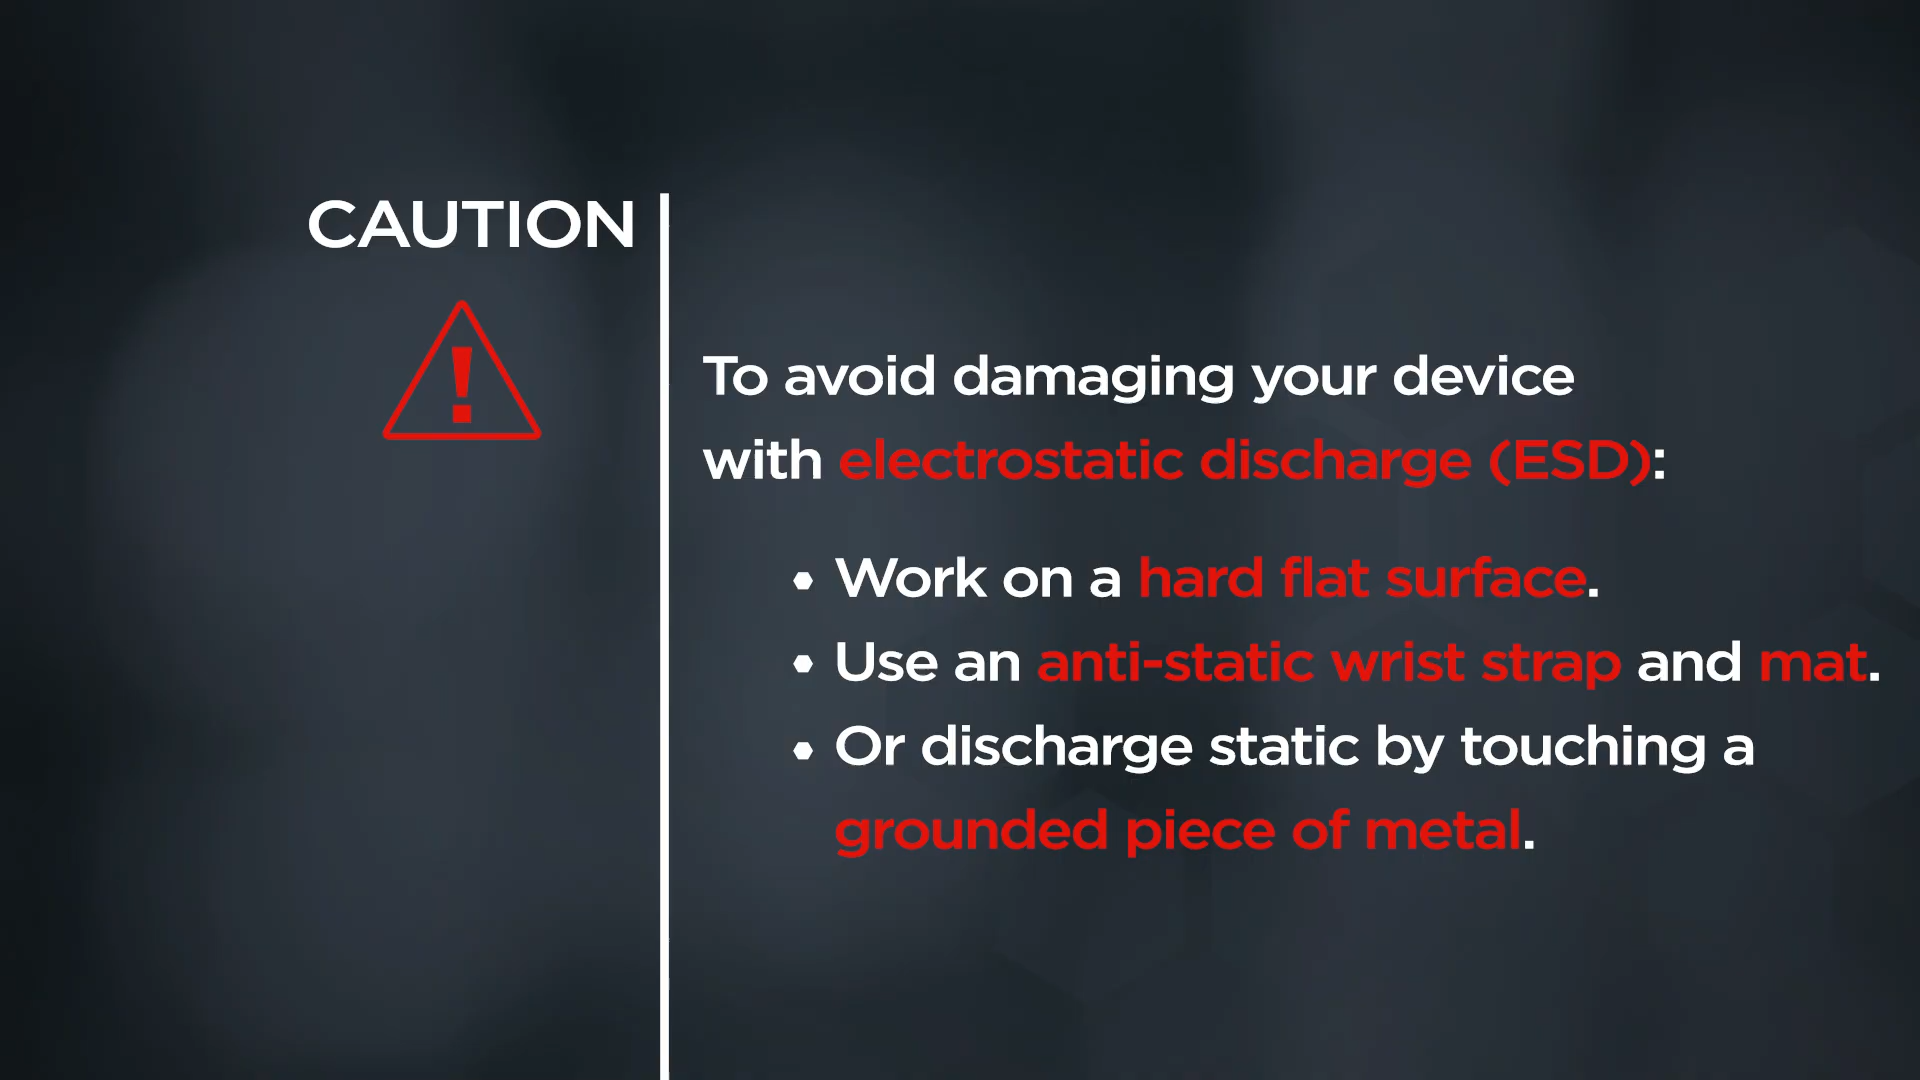 CAUTION
!
To avoid damaging your device
with electrostatic discharge (ESD):
• Work on a hard flat surface.
• Use an anti-static wrist strap and mat.
• Or discharge static by touching a
grounded piece of metal.